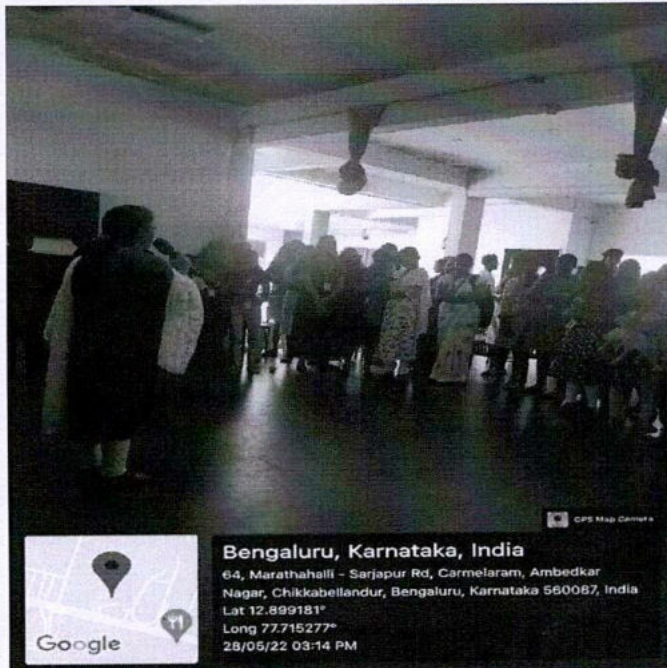 GPS Map Camera
Bengaluru, Karnataka, India
64, Marathahalli - Sarjapur Rd, Carmelaram, Ambedkar
Nagar, Chikkabellandur, Bengaluru, Karnataka 560087, India
Lat 12.899181°
Long 77.715277°
28/05/22 03:14 PM
Google